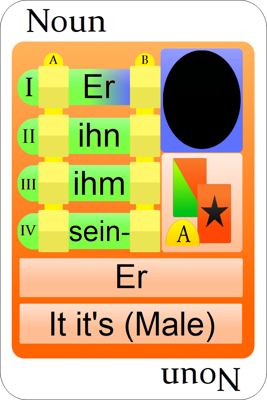 Noun
A B
I Er
II ihn
III ihm
IV sein-
A
Er
It it's (Male)
Noun